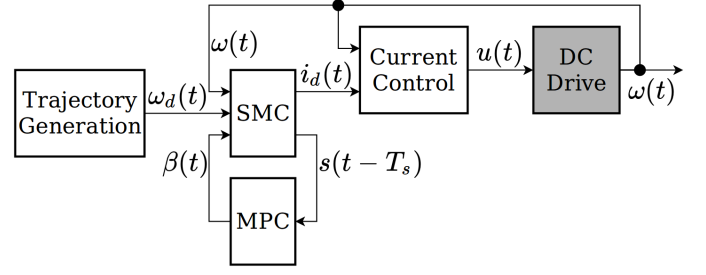 ω(t)
Trajectory
Generation
ω_d(t)
SMC
i_d(t)
Current
Control
u(t)
DC
Drive
ω(t)
β(t)
s(t − T_s)
MPC